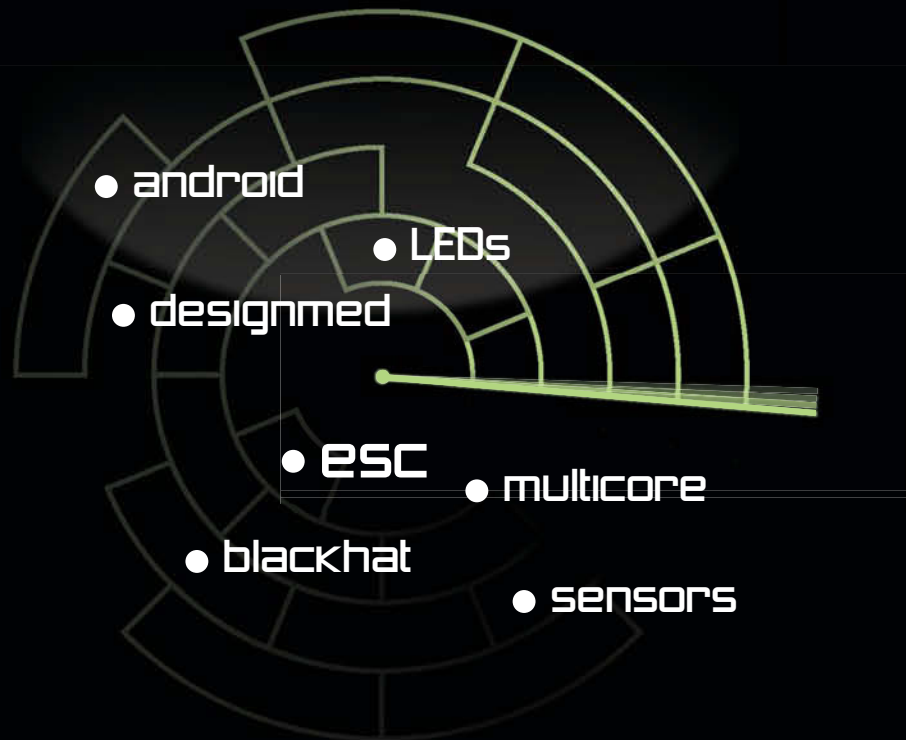 android
LEDs
designmed
esc
multicore
blackhat
sensors